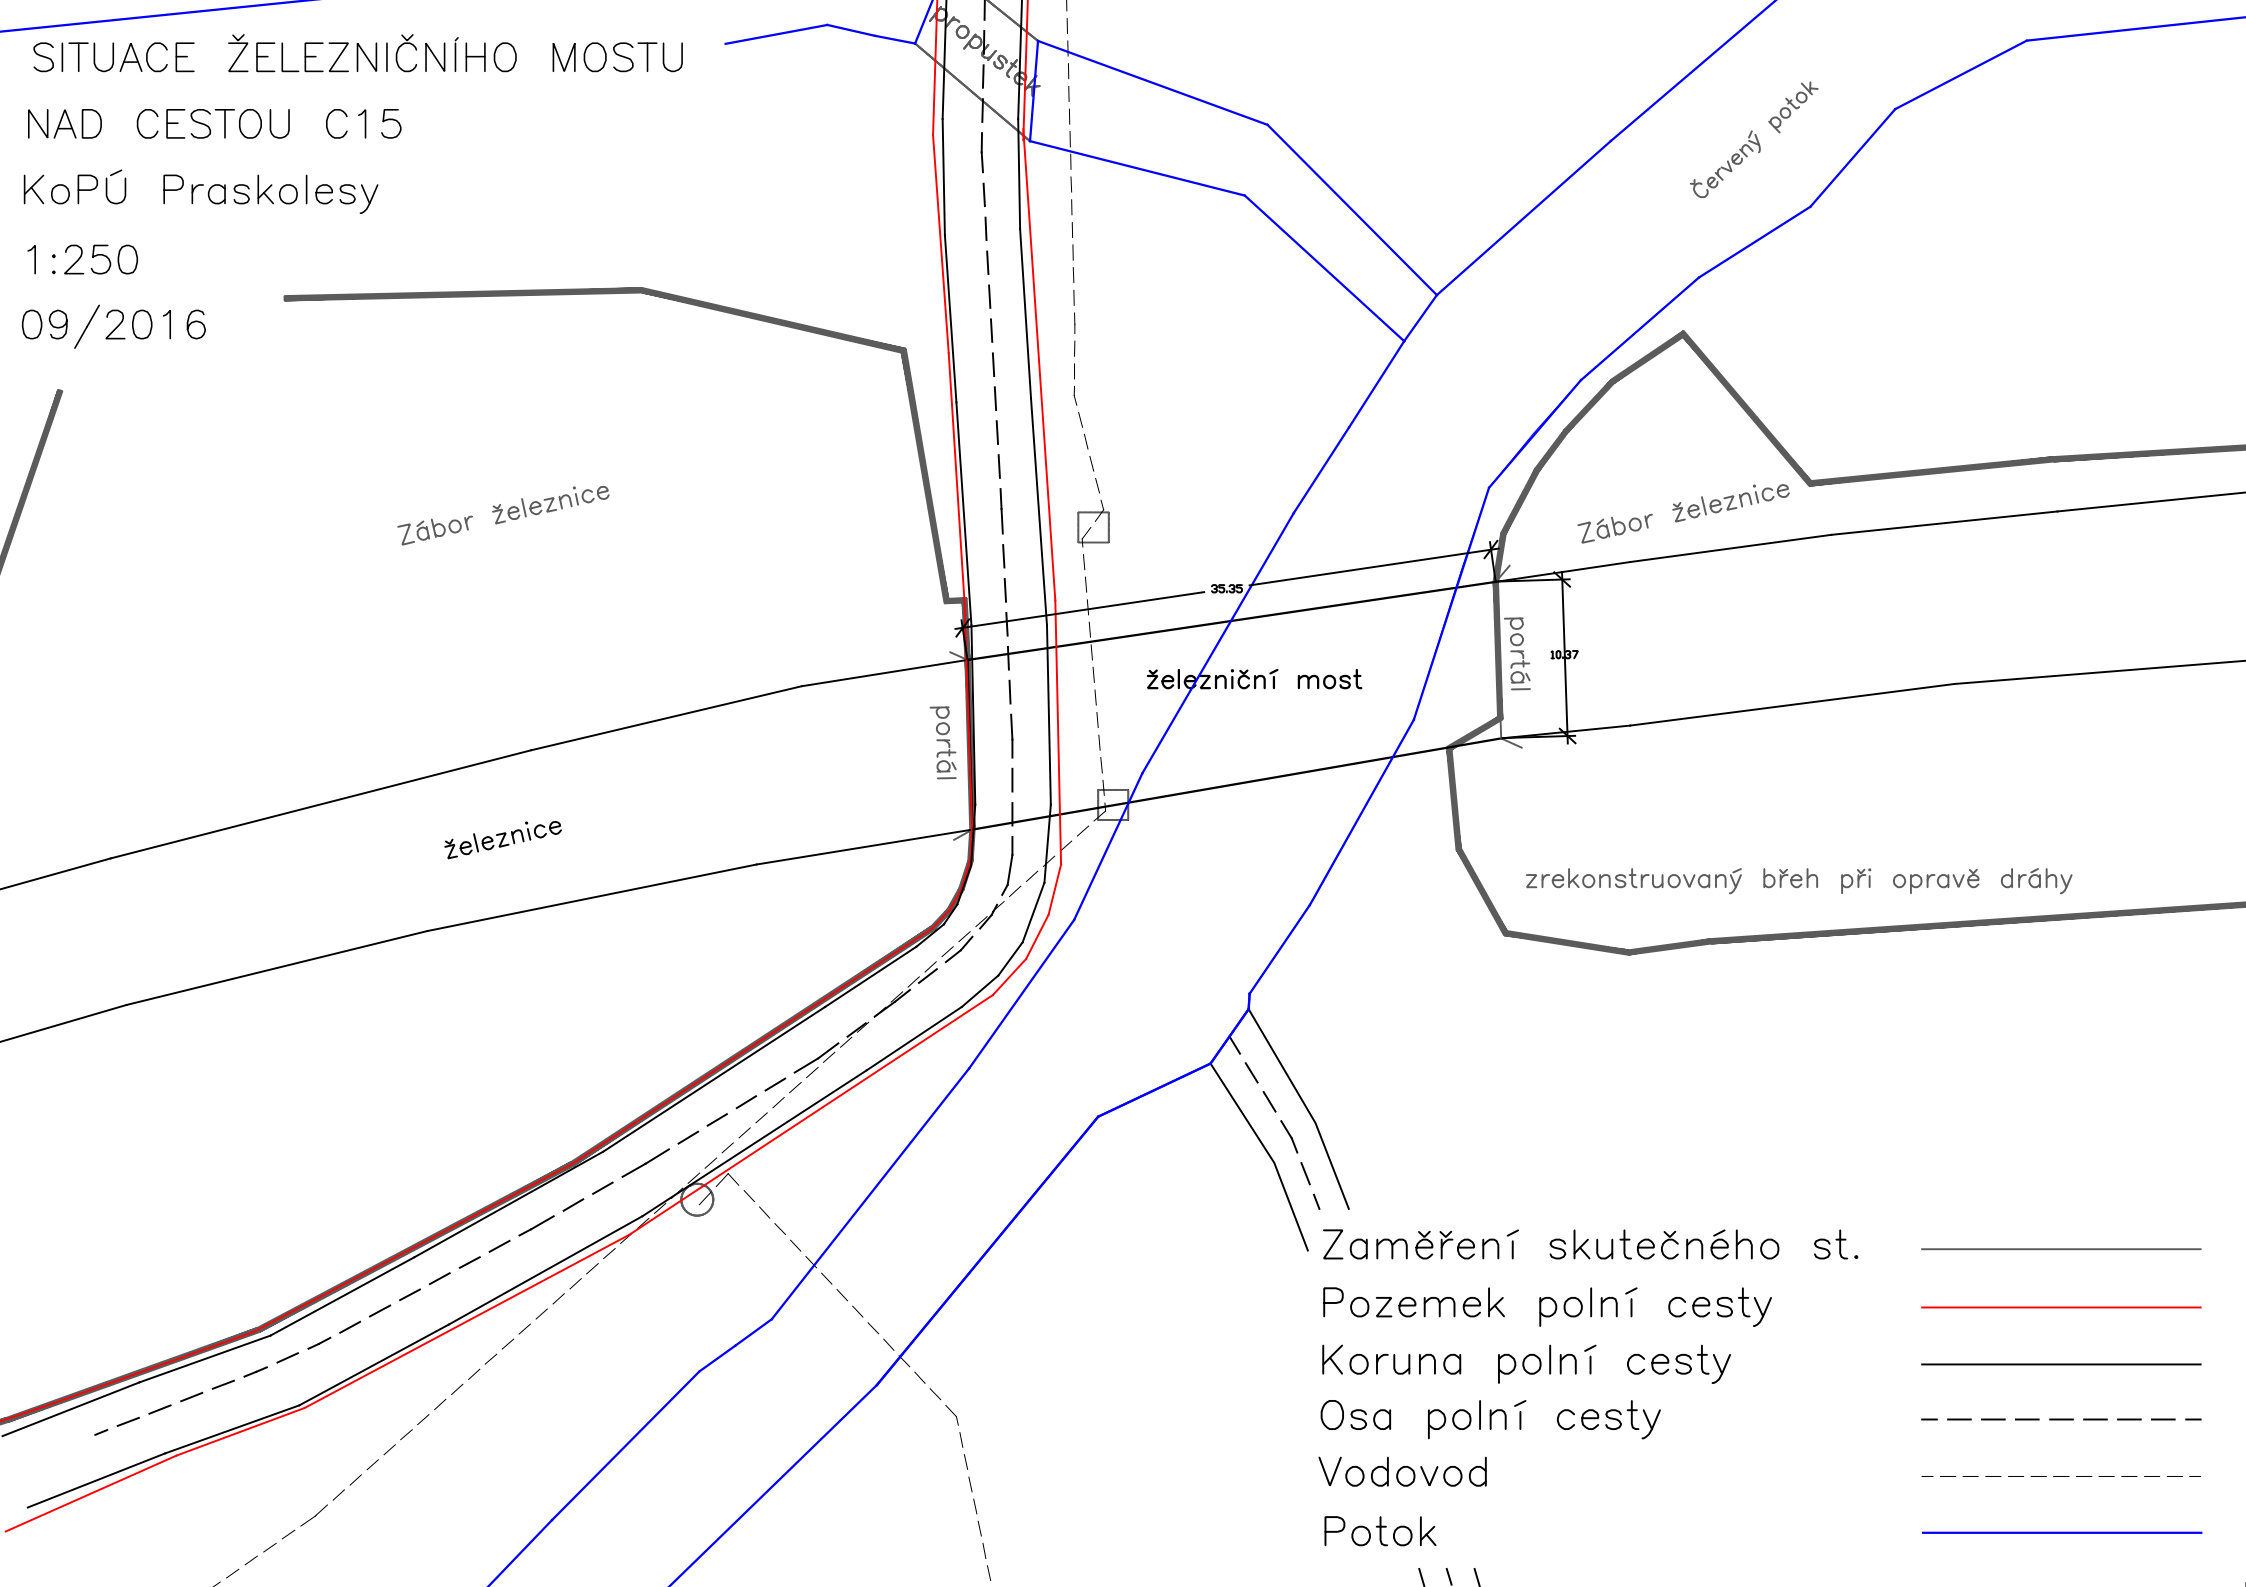 SITUACE ŽELEZNIČNÍHO MOSTU
NAD CESTOU C15
KoPÚ Praskolesy
1:250
09/2016
propustek
Červený potok
Zábor železnice
Zábor železnice
35.35
portál
10.37
železniční most
portál
železnice
zrekonstruovaný břeh při opravě dráhy
Zaměření skutečného st.
Pozemek polní cesty
Koruna polní cesty
Osa polní cesty
Vodovod
Potok